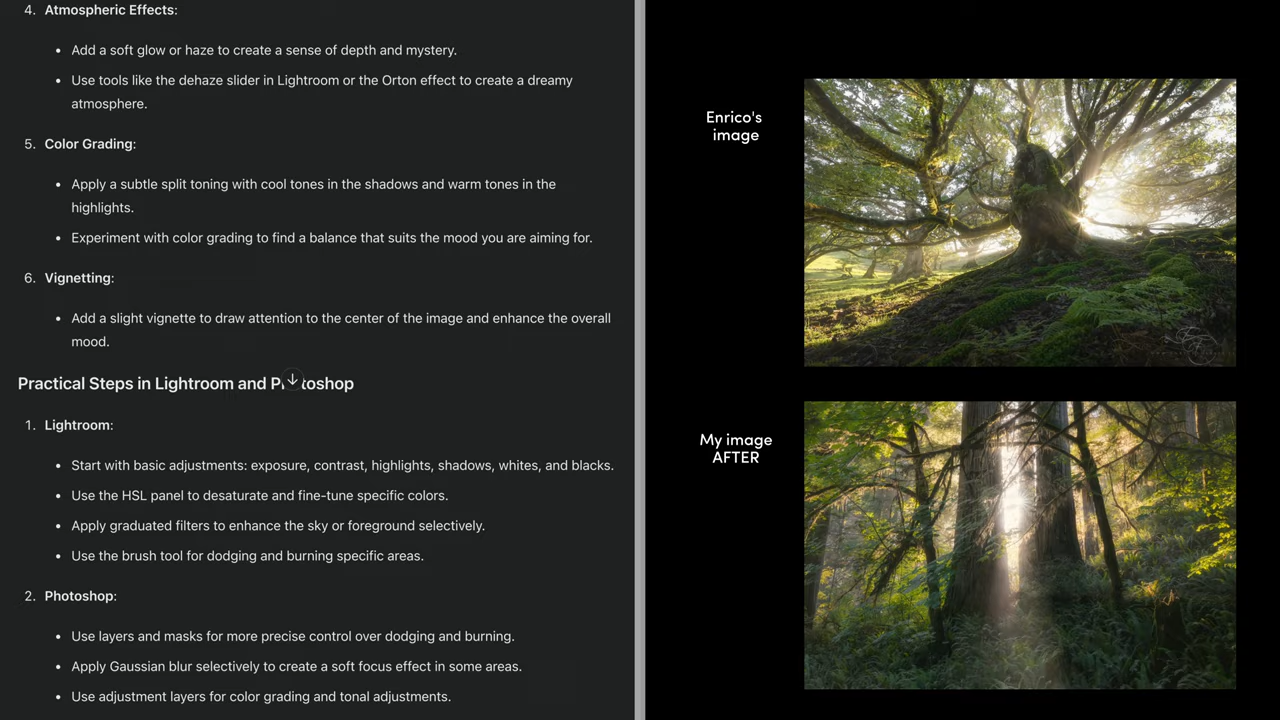 4. Atmospheric Effects:
• Add a soft glow or haze to create a sense of depth and mystery.
• Use tools like the dehaze slider in Lightroom or the Orton effect to create a dreamy
atmosphere.
5. Color Grading:
• Apply a subtle split toning with cool tones in the shadows and warm tones in the
highlights.
• Experiment with color grading to find a balance that suits the mood you are aiming for.
6. Vignetting:
• Add a slight vignette to draw attention to the center of the image and enhance the overall
mood.
Practical Steps in Lightroom and
1. Lightroom:
• Start with basic adjustments: exposure, contrast, highlights, shadows, whites, and blacks.
• Use the HSL panel to desaturate and fine-tune specific colors.
• Apply graduated filters to enhance the sky or foreground selectively.
• Use the brush tool for dodging and burning specific areas.
2. Photoshop:
• Use layers and masks for more precise control over dodging and burning.
• Apply Gaussian blur selectively to create a soft focus effect in some areas.
• Use adjustment layers for color grading and tonal adjustments.
Enrico's
image
My image
AFTER